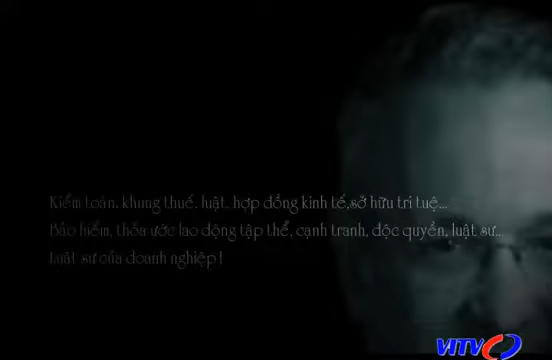 Kiểm toán. khung thuế. luật. hợp đồng kinh tế,sở hữu trí tuệ...
Bảo hiểm, thỏa ước lao động tập thể, cạnh tranh, độc quyền, luật sư...
Luật sư của doanh nghiệp!
VITV